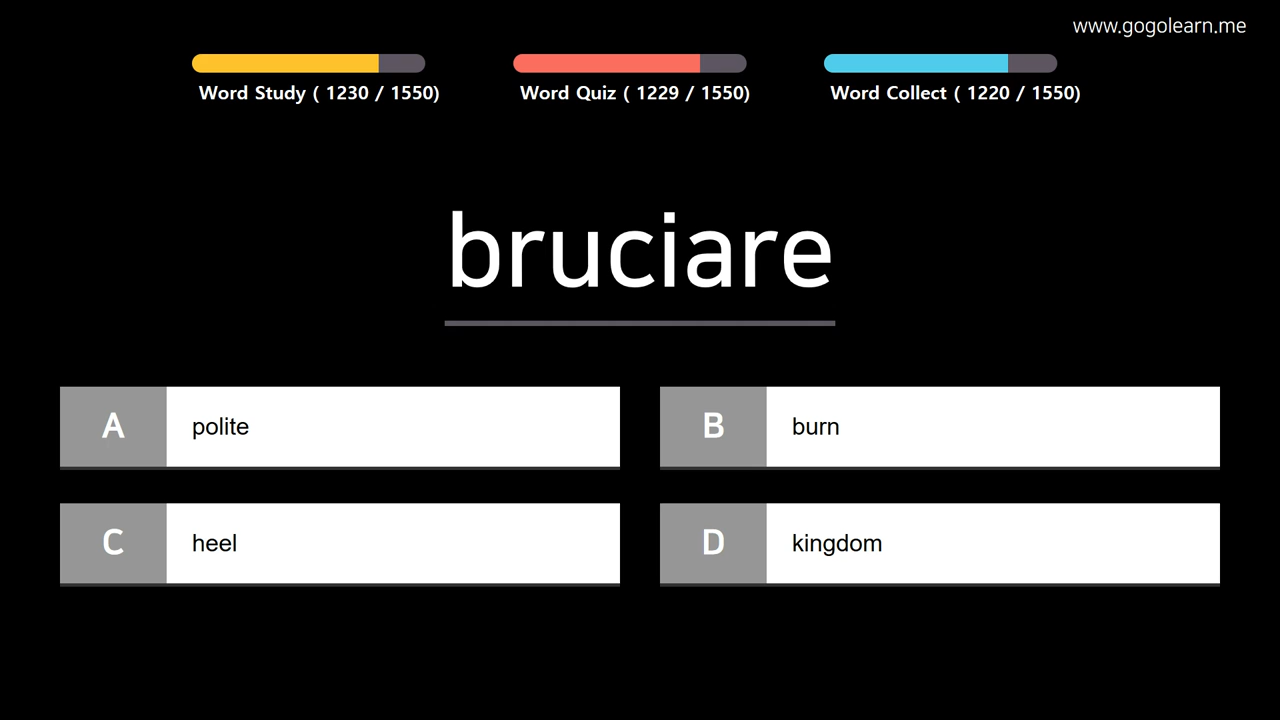 www.gogolearn.me
Word Study ( 1230 / 1550)
Word Quiz ( 1229 / 1550)
Word Collect ( 1220 / 1550)
bruciare
A polite
B burn
C heel
D kingdom